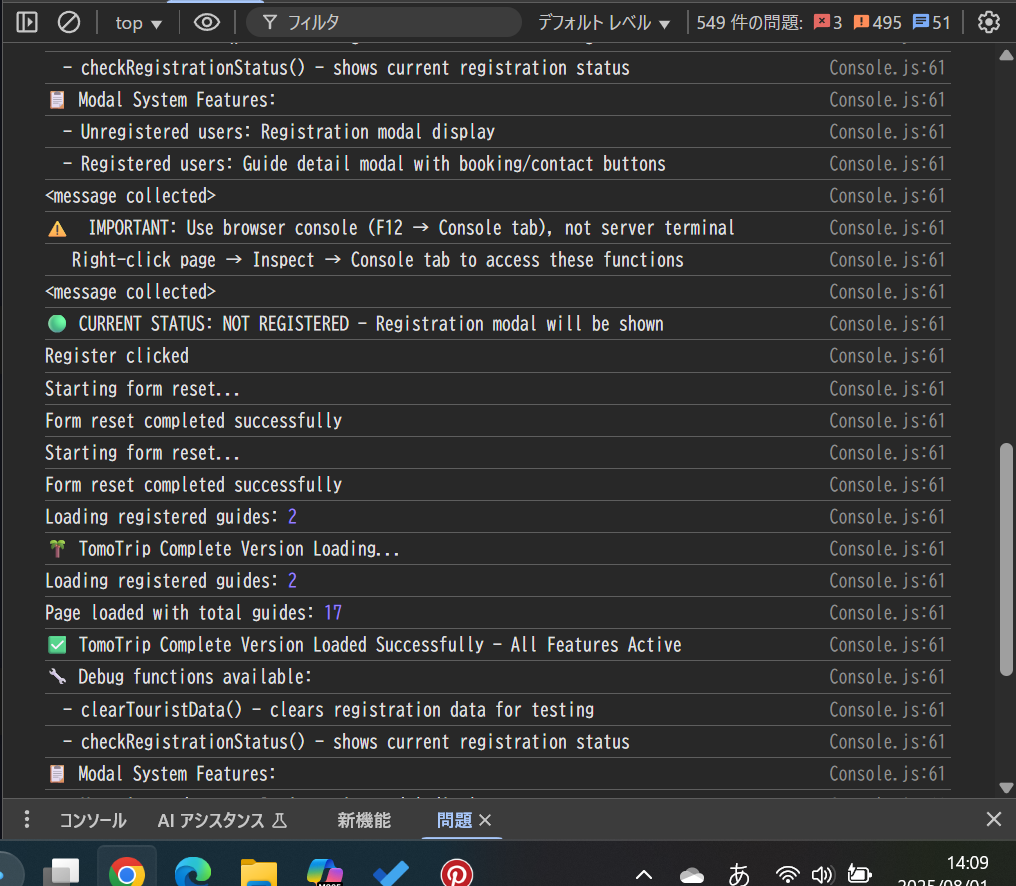 top ▼
フィルタ
デフォルト レベル ▼
549 件の問題: 3 495 51
- checkRegistrationStatus() - shows current registration status Console.js:61
📋 Modal System Features: Console.js:61
- Unregistered users: Registration modal display Console.js:61
- Registered users: Guide detail modal with booking/contact buttons Console.js:61
<message collected> Console.js:61
⚠️ IMPORTANT: Use browser console (F12 → Console tab), not server terminal Console.js:61
Right-click page → Inspect → Console tab to access these functions Console.js:61
<message collected> Console.js:61
🟢 CURRENT STATUS: NOT REGISTERED - Registration modal will be shown Console.js:61
Register clicked Console.js:61
Starting form reset... Console.js:61
Form reset completed successfully Console.js:61
Starting form reset... Console.js:61
Form reset completed successfully Console.js:61
Loading registered guides: 2 Console.js:61
🌴 TomoTrip Complete Version Loading... Console.js:61
Loading registered guides: 2 Console.js:61
Page loaded with total guides: 17 Console.js:61
✅ TomoTrip Complete Version Loaded Successfully - All Features Active Console.js:61
🔧 Debug functions available: Console.js:61
- clearTouristData() - clears registration data for testing Console.js:61
- checkRegistrationStatus() - shows current registration status Console.js:61
📋 Modal System Features: Console.js:61
コンソール AI アシスタンス 新機能 問題 ×
あ
14:09
2025/08/01